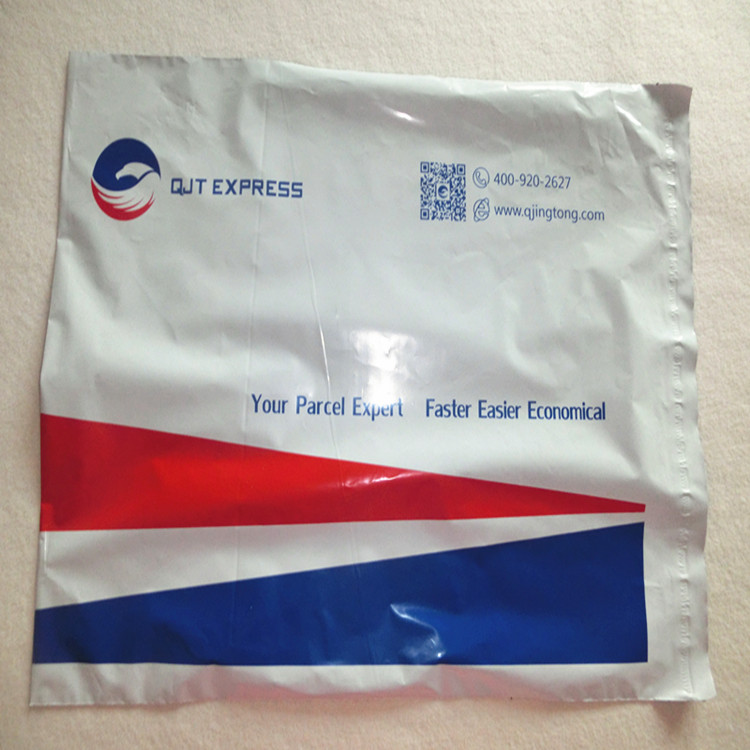 QJT EXPRESS
400-920-2627
www.qjingtong.com
Your Parcel Expert Faster Easier Economical